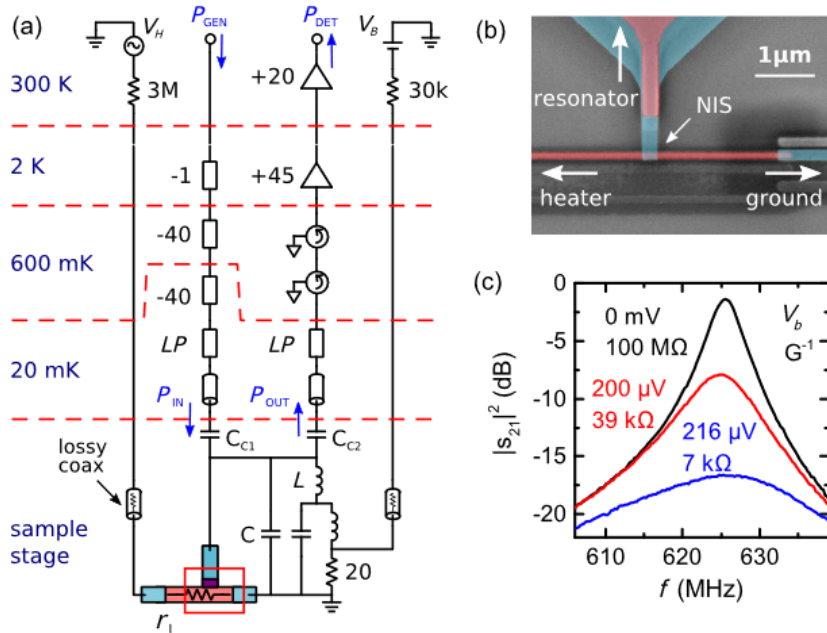 (a)
V_H
P_GEN
P_DET
V_B
300 K
3M
+20
30k
2 K
-1
+45
-40
600 mK
-40
20 mK
LP
LP
P_IN
P_OUT
C_C1
C_C2
lossy
coax
L
sample
stage
C
20
(b)
1μm
resonator
NIS
heater
ground
(c)
0
-5
-10
-15
-20
|s₂₁|² (dB)
0 mV
100 MΩ
V_b
G⁻¹
200 μV
39 kΩ
216 μV
7 kΩ
610
620
630
f (MHz)